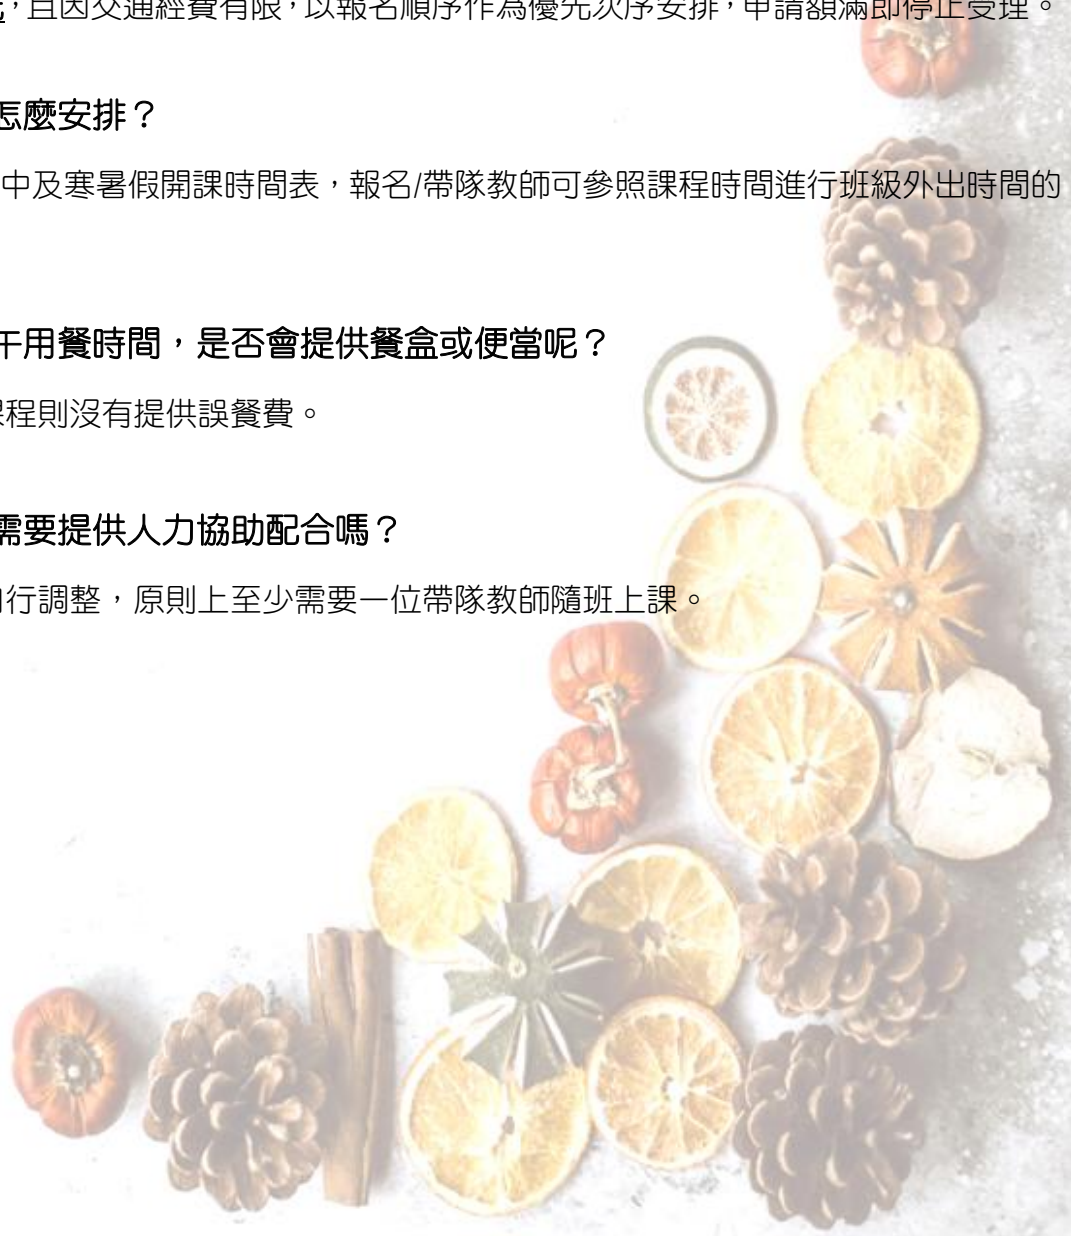 ，且因交通經費有限，以報名順序作為優先次序安排，申請額滿即停止受理。
怎麼安排？
中及寒暑假開課時間表，報名/帶隊教師可參照課程時間進行班級外出時間的
午用餐時間，是否會提供餐盒或便當呢？
課程則沒有提供誤餐費。
需要提供人力協助配合嗎？
自行調整，原則上至少需要一位帶隊教師隨班上課。